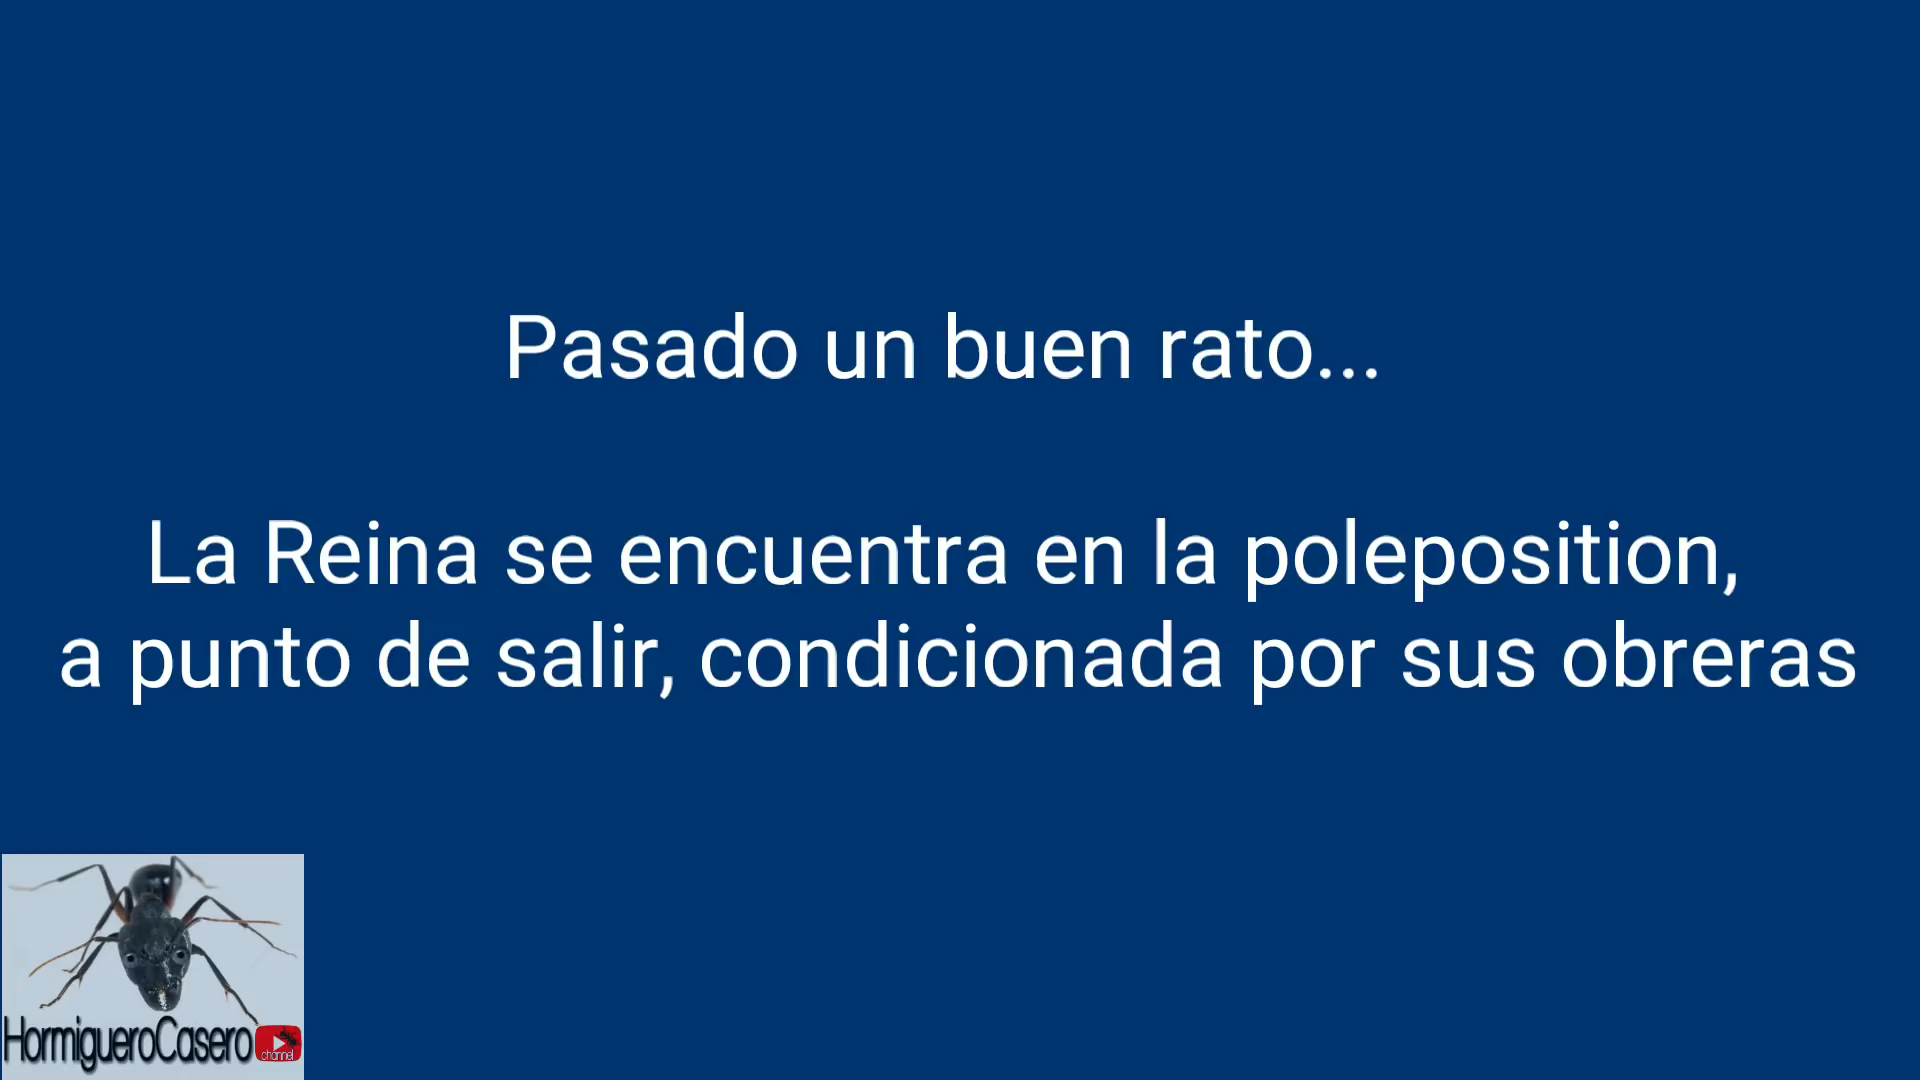 Pasado un buen rato...
La Reina se encuentra en la poleposition,
a punto de salir, condicionada por sus obreras
HormigueroCasero
channel